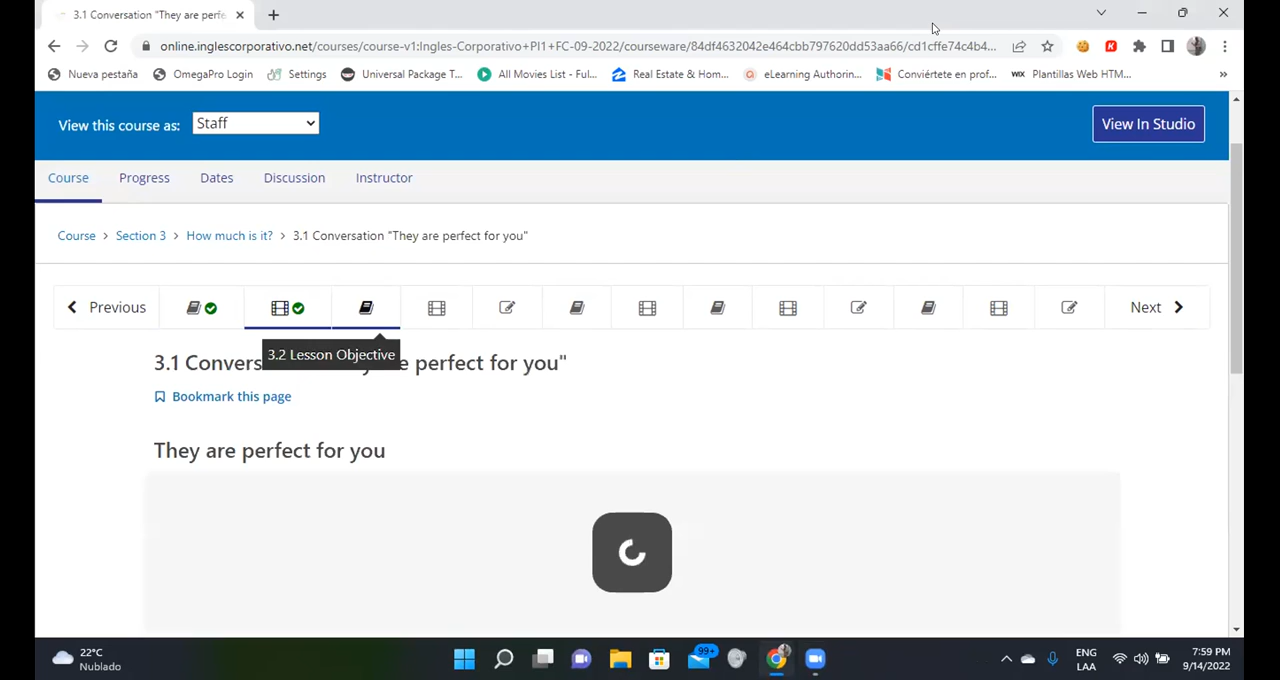 3.1 Conversation "They are perfe
online.inglescorporativo.net/courses/course-v1:Ingles-Corporativo+PI1+FC-09-2022/courseware/84df4632042e464cbb797620dd53aa66/cd1cffe74c4b4...
Nueva pestaña OmegaPro Login Settings Universal Package T... All Movies List - Ful... Real Estate & Hom... eLearning Authorin... Conviértete en prof... WIX Plantillas Web HTM... »
View this course as: Staff View In Studio
Course Progress Dates Discussion Instructor
Course > Section 3 > How much is it? > 3.1 Conversation "They are perfect for you"
Previous Next
3.2 Lesson Objective
3.1 Convers e perfect for you"
Bookmark this page
They are perfect for you
22°C
Nublado
99+
ENG
LAA
7:59 PM
9/14/2022